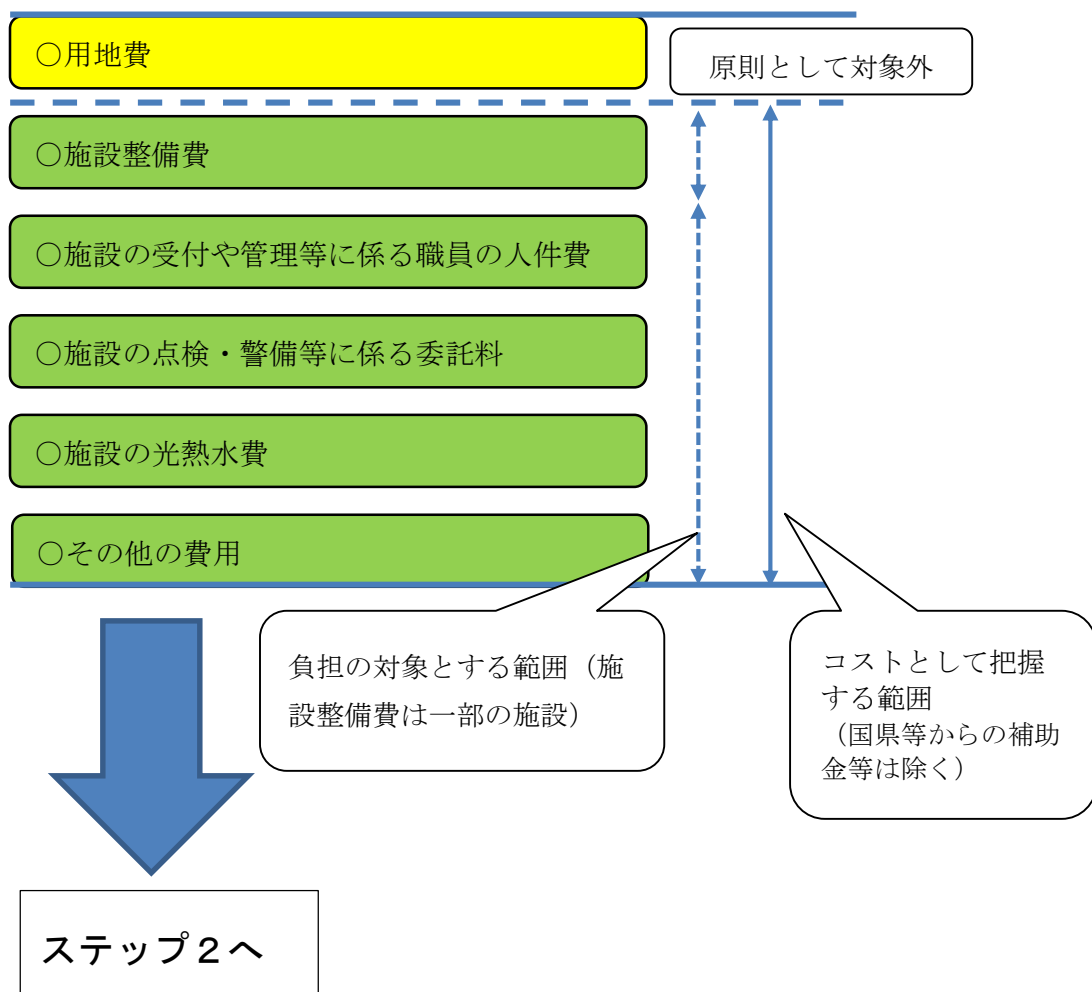 ○用地費
原則として対象外
○施設整備費
○施設の受付や管理等に係る職員の人件費
○施設の点検・警備等に係る委託料
○施設の光熱水費
○その他の費用
負担の対象とする範囲（施
設整備費は一部の施設）
コストとして把握
する範囲
（国県等からの補助
金等は除く）
ステップ２へ